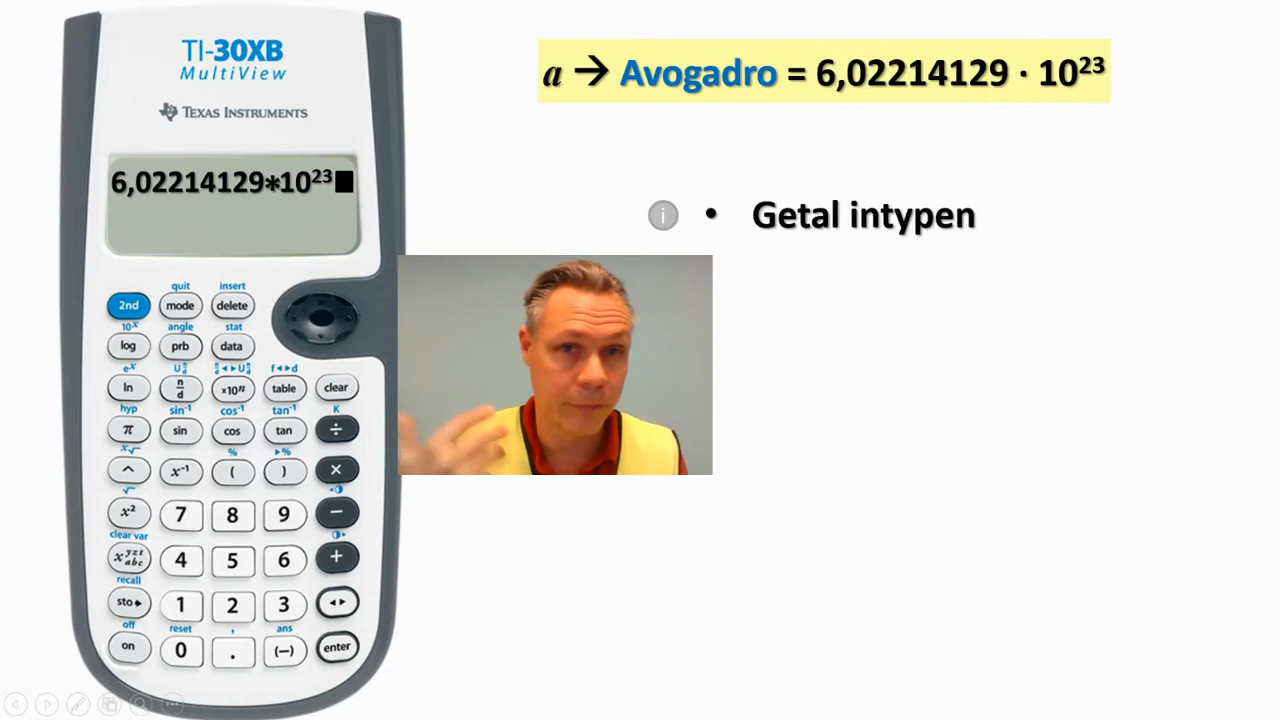 TI-30XB
MultiView
TEXAS INSTRUMENTS
6,02214129*10²³
a → Avogadro = 6,02214129 · 10²³
i • Getal intypen
quit insert
2nd mode delete
10ˣ angle stat
log prb data
eˣ U n/d n/d ◄► U n/d f◄►d
ln n/d ×10ⁿ table clear
hyp sin⁻¹ cos⁻¹ tan⁻¹ K
π sin cos tan ÷
ˣ√ % ►%
^ x⁻¹ ( ) ×
√ ◄◑
x² 7 8 9 −
clear var ◑►
x yzt abc 4 5 6 +
recall
sto► 1 2 3 ◄►
off reset , ans
on 0 . (−) enter